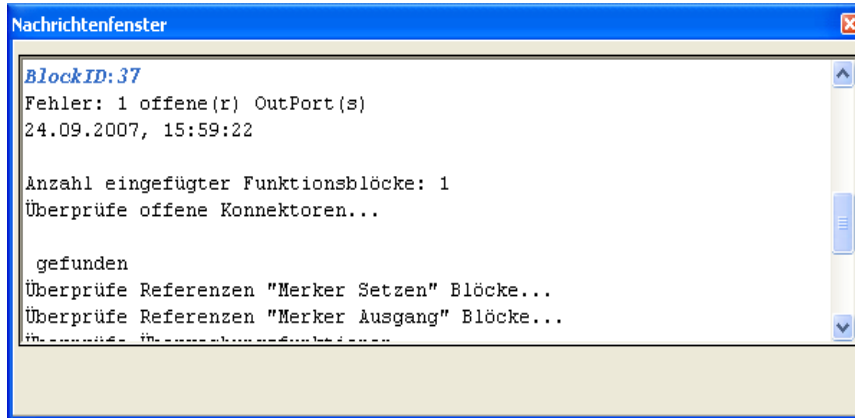 Nachrichtenfenster
BlockID:37
Fehler: 1 offene(r) OutPort(s)
24.09.2007, 15:59:22
Anzahl eingefügter Funktionsblöcke: 1
Überprüfe offene Konnektoren...
gefunden
Überprüfe Referenzen "Merker Setzen" Blöcke...
Überprüfe Referenzen "Merker Ausgang" Blöcke...